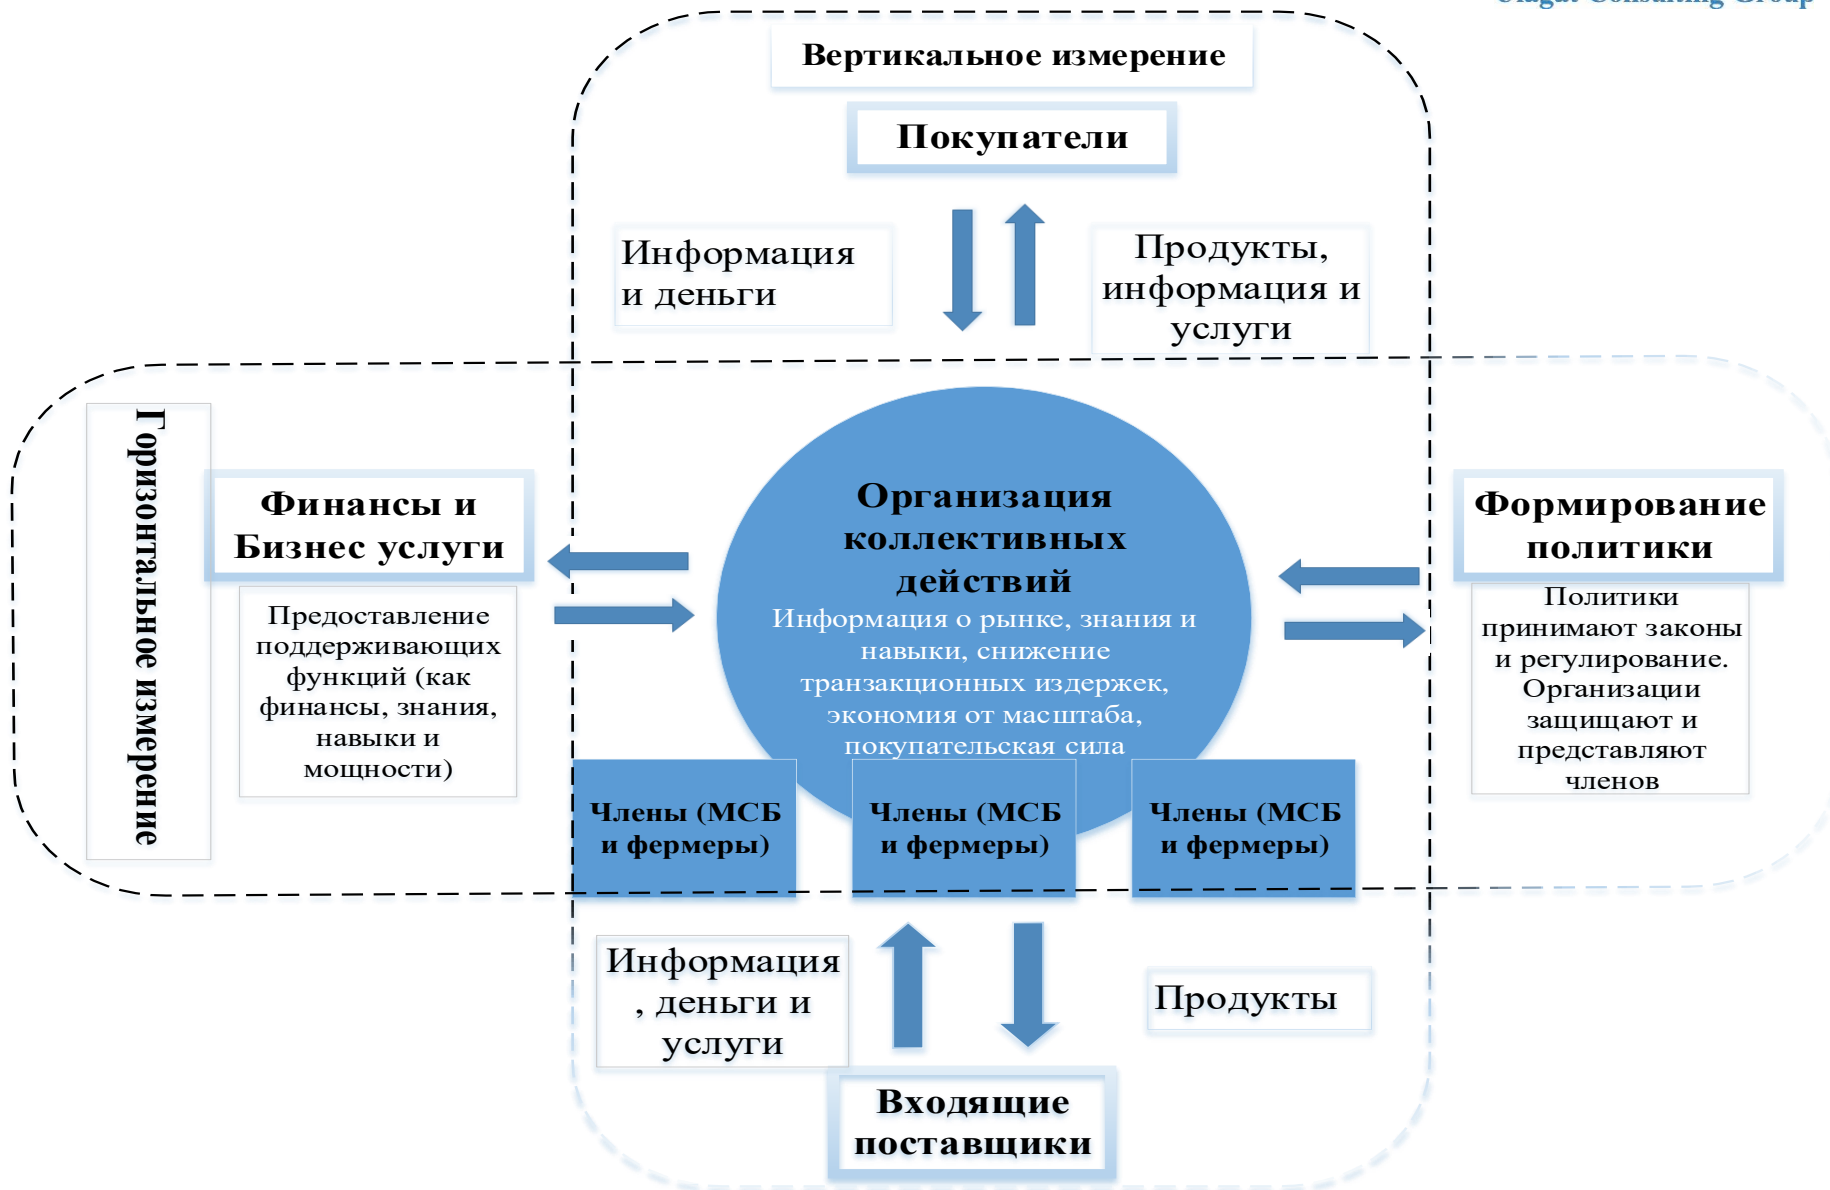 Consulting Group
Вертикальное измерение
Покупатели
Информация
и деньги
Продукты,
информация и
услуги
Горизонтальное измерение
Финансы и
Бизнес услуги
Предоставление
поддерживающих
функций (как
финансы, знания,
навыки и
мощности)
Организация
коллективных
действий
Информация о рынке, знания и
навыки, снижение
транзакционных издержек,
экономия от масштаба,
покупательская сила
Формирование
политики
Политики
принимают законы
и регулирование.
Организации
защищают и
представляют
членов
Члены (МСБ
и фермеры)
Члены (МСБ
и фермеры)
Члены (МСБ
и фермеры)
Информация
, деньги и
услуги
Продукты
Входящие
поставщики